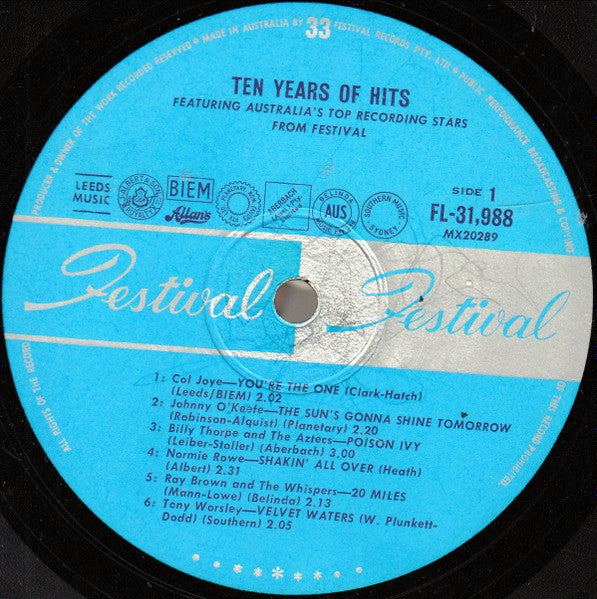 PRODUCER & OWNER OF THE WORK RECORDED RESERVED ◆ MADE IN AUSTRALIA BY 33 FESTIVAL RECORDS PTY. LTD. ◆ PUBLIC PERFORMANCE BROADCASTING & COPYING
OF THIS RECORD PROHIBITED.
ALL RIGHTS OF THE RECORD
TEN YEARS OF HITS
FEATURING AUSTRALIA'S TOP RECORDING STARS
FROM FESTIVAL
LEEDS
MUSIC
BIEM
Allan's
BELINDA
AUS
SOUTHERN MUSIC
SYDNEY
SIDE 1
FL-31,988
MX20289
Festival Festival
1: Col Joye—YOU'RE THE ONE (Clark-Hatch)
(Leeds/BIEM) 2.02
2: Johnny O'Keefe—THE SUN'S GONNA SHINE TOMORROW
(Robinson-Alquist) (Planetary) 2.20
3: Billy Thorpe and The Aztecs—POISON IVY
(Leiber-Stoller) (Aberbach) 3.00
4: Normie Rowe—SHAKIN' ALL OVER (Heath)
(Albert) 2.31
5: Ray Brown and The Whispers—20 MILES
(Mann-Lowe) (Belinda) 2.13
6: Tony Worsley—VELVET WATERS (W. Plunkett-
Dodd) (Southern) 2.05